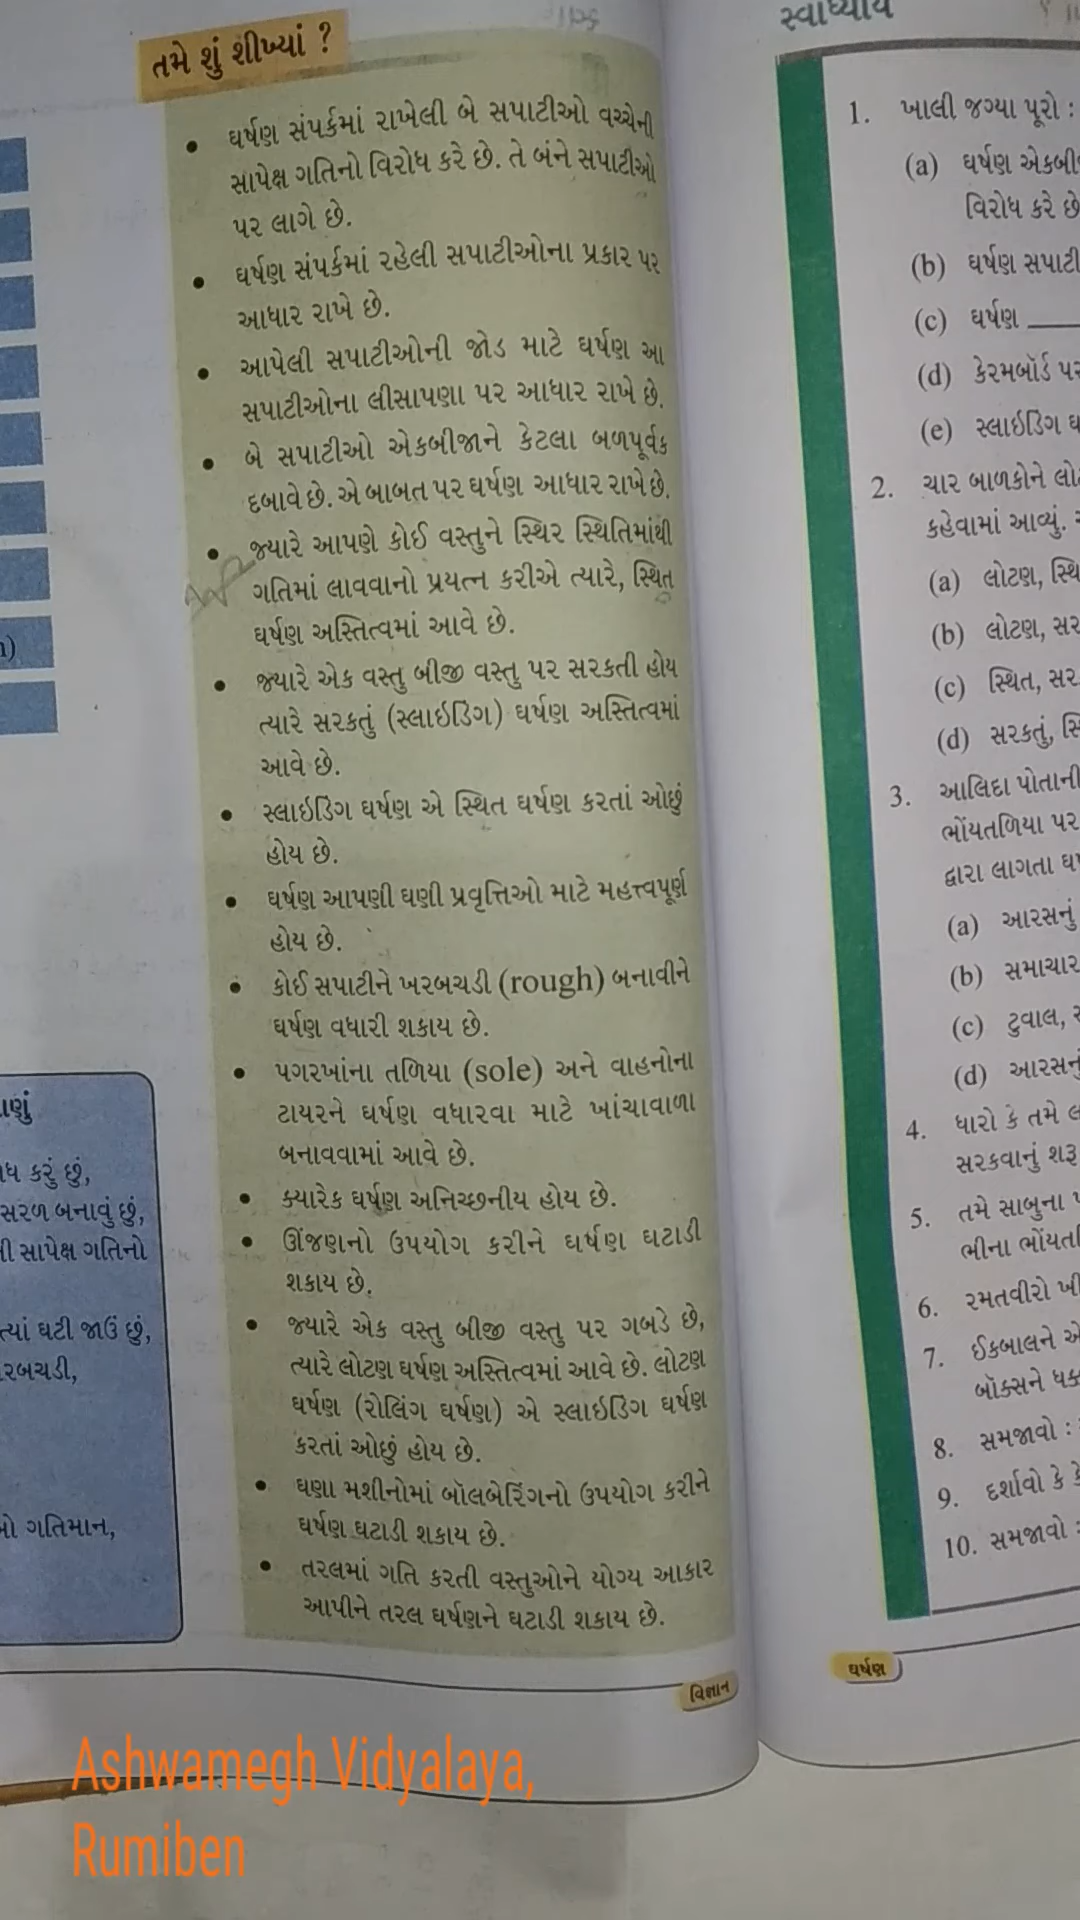 તમે શું શીખ્યાં ?
• ઘર્ષણ સંપર્કમાં રાખેલી બે સપાટીઓ વચ્ચેની
સાપેક્ષ ગતિનો વિરોધ કરે છે. તે બંને સપાટીઓ
પર લાગે છે.
• ઘર્ષણ સંપર્કમાં રહેલી સપાટીઓના પ્રકાર પર
આધાર રાખે છે.
• આપેલી સપાટીઓની જોડ માટે ઘર્ષણ આ
સપાટીઓના લીસાપણા પર આધાર રાખે છે.
• બે સપાટીઓ એકબીજાને કેટલા બળપૂર્વક
દબાવે છે. એ બાબત પર ઘર્ષણ આધાર રાખે છે.
• જ્યારે આપણે કોઈ વસ્તુને સ્થિર સ્થિતિમાંથી
ગતિમાં લાવવાનો પ્રયત્ન કરીએ ત્યારે, સ્થિત
ઘર્ષણ અસ્તિત્વમાં આવે છે.
• જ્યારે એક વસ્તુ બીજી વસ્તુ પર સરકતી હોય
ત્યારે સરકતું (સ્લાઇડિંગ) ઘર્ષણ અસ્તિત્વમાં
આવે છે.
• સ્લાઇડિંગ ઘર્ષણ એ સ્થિત ઘર્ષણ કરતાં ઓછું
હોય છે.
• ઘર્ષણ આપણી ઘણી પ્રવૃત્તિઓ માટે મહત્ત્વપૂર્ણ
હોય છે.
• કોઈ સપાટીને ખરબચડી (rough) બનાવીને
ઘર્ષણ વધારી શકાય છે.
• પગરખાંના તળિયા (sole) અને વાહનોના
ટાયરને ઘર્ષણ વધારવા માટે ખાંચાવાળા
બનાવવામાં આવે છે.
• ક્યારેક ઘર્ષણ અનિચ્છનીય હોય છે.
• ઊંજણનો ઉપયોગ કરીને ઘર્ષણ ઘટાડી
શકાય છે.
• જ્યારે એક વસ્તુ બીજી વસ્તુ પર ગબડે છે,
ત્યારે લોટણ ઘર્ષણ અસ્તિત્વમાં આવે છે. લોટણ
ઘર્ષણ (રોલિંગ ઘર્ષણ) એ સ્લાઇડિંગ ઘર્ષણ
કરતાં ઓછું હોય છે.
• ઘણા મશીનોમાં બૉલબેરિંગનો ઉપયોગ કરીને
ઘર્ષણ ઘટાડી શકાય છે.
• તરલમાં ગતિ કરતી વસ્તુઓને યોગ્ય આકાર
આપીને તરલ ઘર્ષણને ઘટાડી શકાય છે.
વિજ્ઞાન
કરું છું,
સરળ બનાવું છું,
સાપેક્ષ ગતિનો
ઘટી જાઉં છું,
ગતિમાન,
સ્વાધ્યાય
1. ખાલી જગ્યા પૂરો :
(a) ઘર્ષણ
વિરોધ કરે છે
(b) ઘર્ષણ સપાટી
(c) ઘર્ષણ
(d) કેરમબૉર્ડ પર
(e) સ્લાઇડિંગ
2. ચાર બાળકોને
કહેવામાં આવ્યું.
(a) લોટણ,
(b) લોટણ,
(c) સ્થિત,
(d) સરકતું,
3. આલિદા પોતાની
ભોંયતળિયા પર
દ્વારા લાગતા
(a) આરસનું
(b) સમાચાર
(c) ટુવાલ,
(d) આરસનું
4. ધારો કે તમે
સરકવાનું શરૂ
5. તમે સાબુના
ભીના
6. રમતવીરો
7. ઈકબાલને
બૉક્સને
8. સમજાવો :
9. દર્શાવો કે
10. સમજાવો :
ઘર્ષણ
Ashwamegh Vidyalaya,
Rumiben